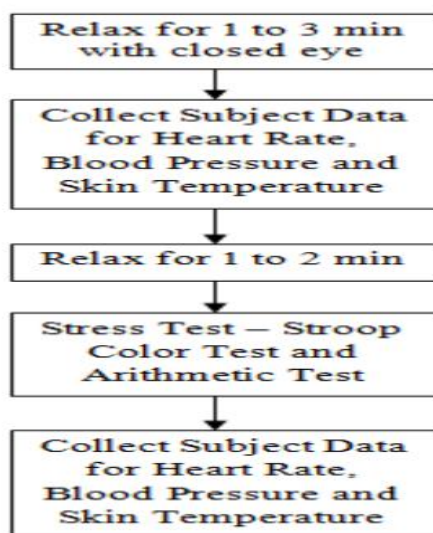 Relax for 1 to 3 min
with closed eye
Collect Subject Data
for Heart Rate,
Blood Pressure and
Skin Temperature
Relax for 1 to 2 min
Stress Test – Stroop
Color Test and
Arithmetic Test
Collect Subject Data
for Heart Rate,
Blood Pressure and
Skin Temperature